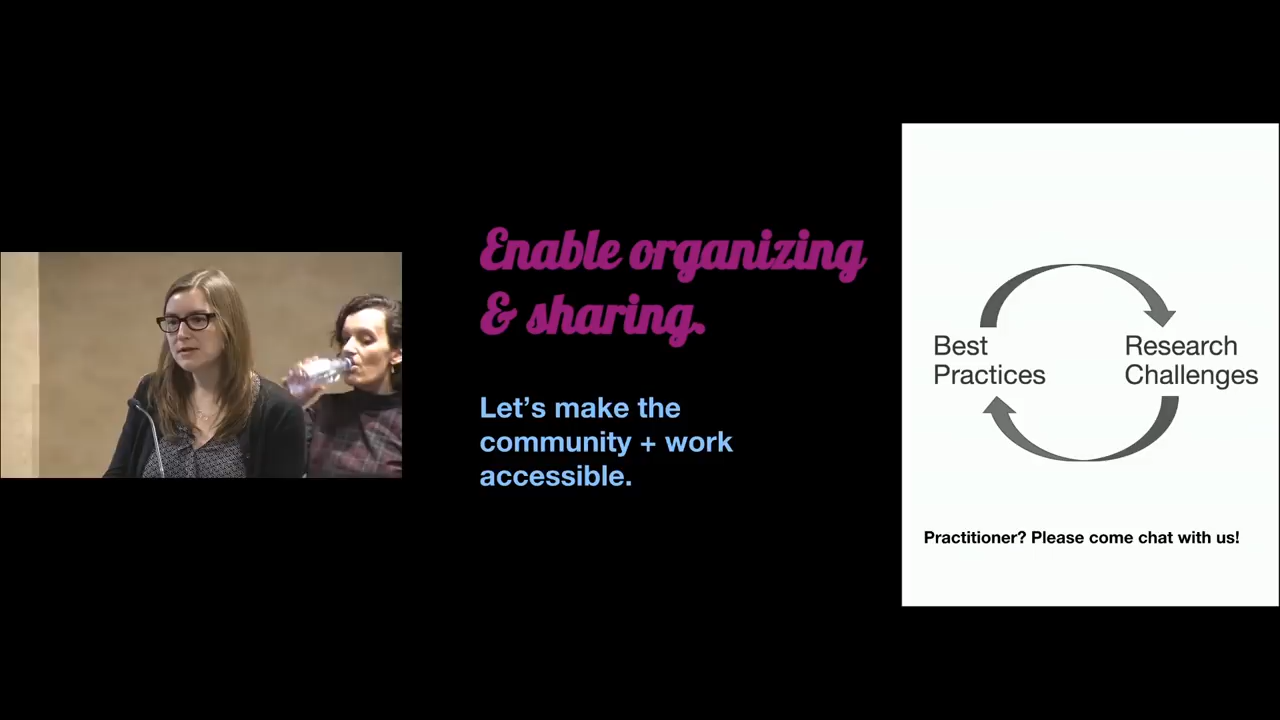 Enable organizing
& sharing.
Let’s make the
community + work
accessible.
Best
Practices
Research
Challenges
Practitioner? Please come chat with us!